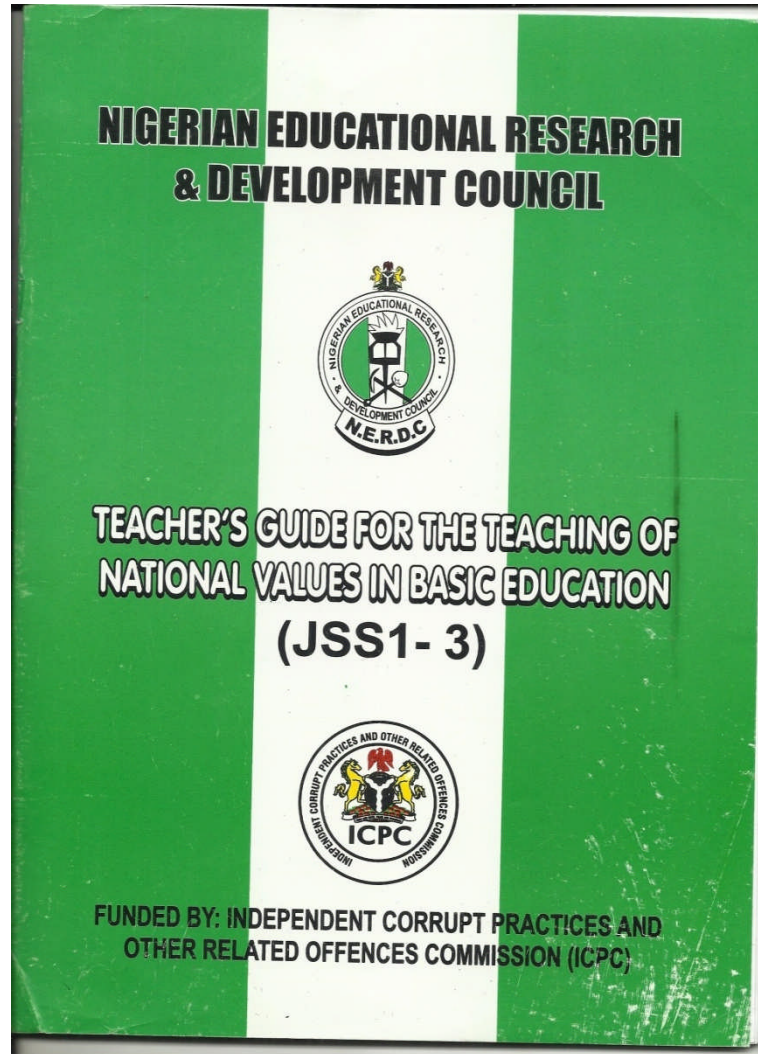 NIGERIAN EDUCATIONAL RESEARCH
& DEVELOPMENT COUNCIL
NIGERIAN EDUCATIONAL RESEARCH
& DEVELOPMENT COUNCIL
N.E.R.D.C
TEACHER'S GUIDE FOR THE TEACHING OF
NATIONAL VALUES IN BASIC EDUCATION
(JSS1- 3)
INDEPENDENT CORRUPT PRACTICES AND OTHER RELATED OFFENCES COMMISSION
ICPC
FUNDED BY: INDEPENDENT CORRUPT PRACTICES AND
OTHER RELATED OFFENCES COMMISSION (ICPC)